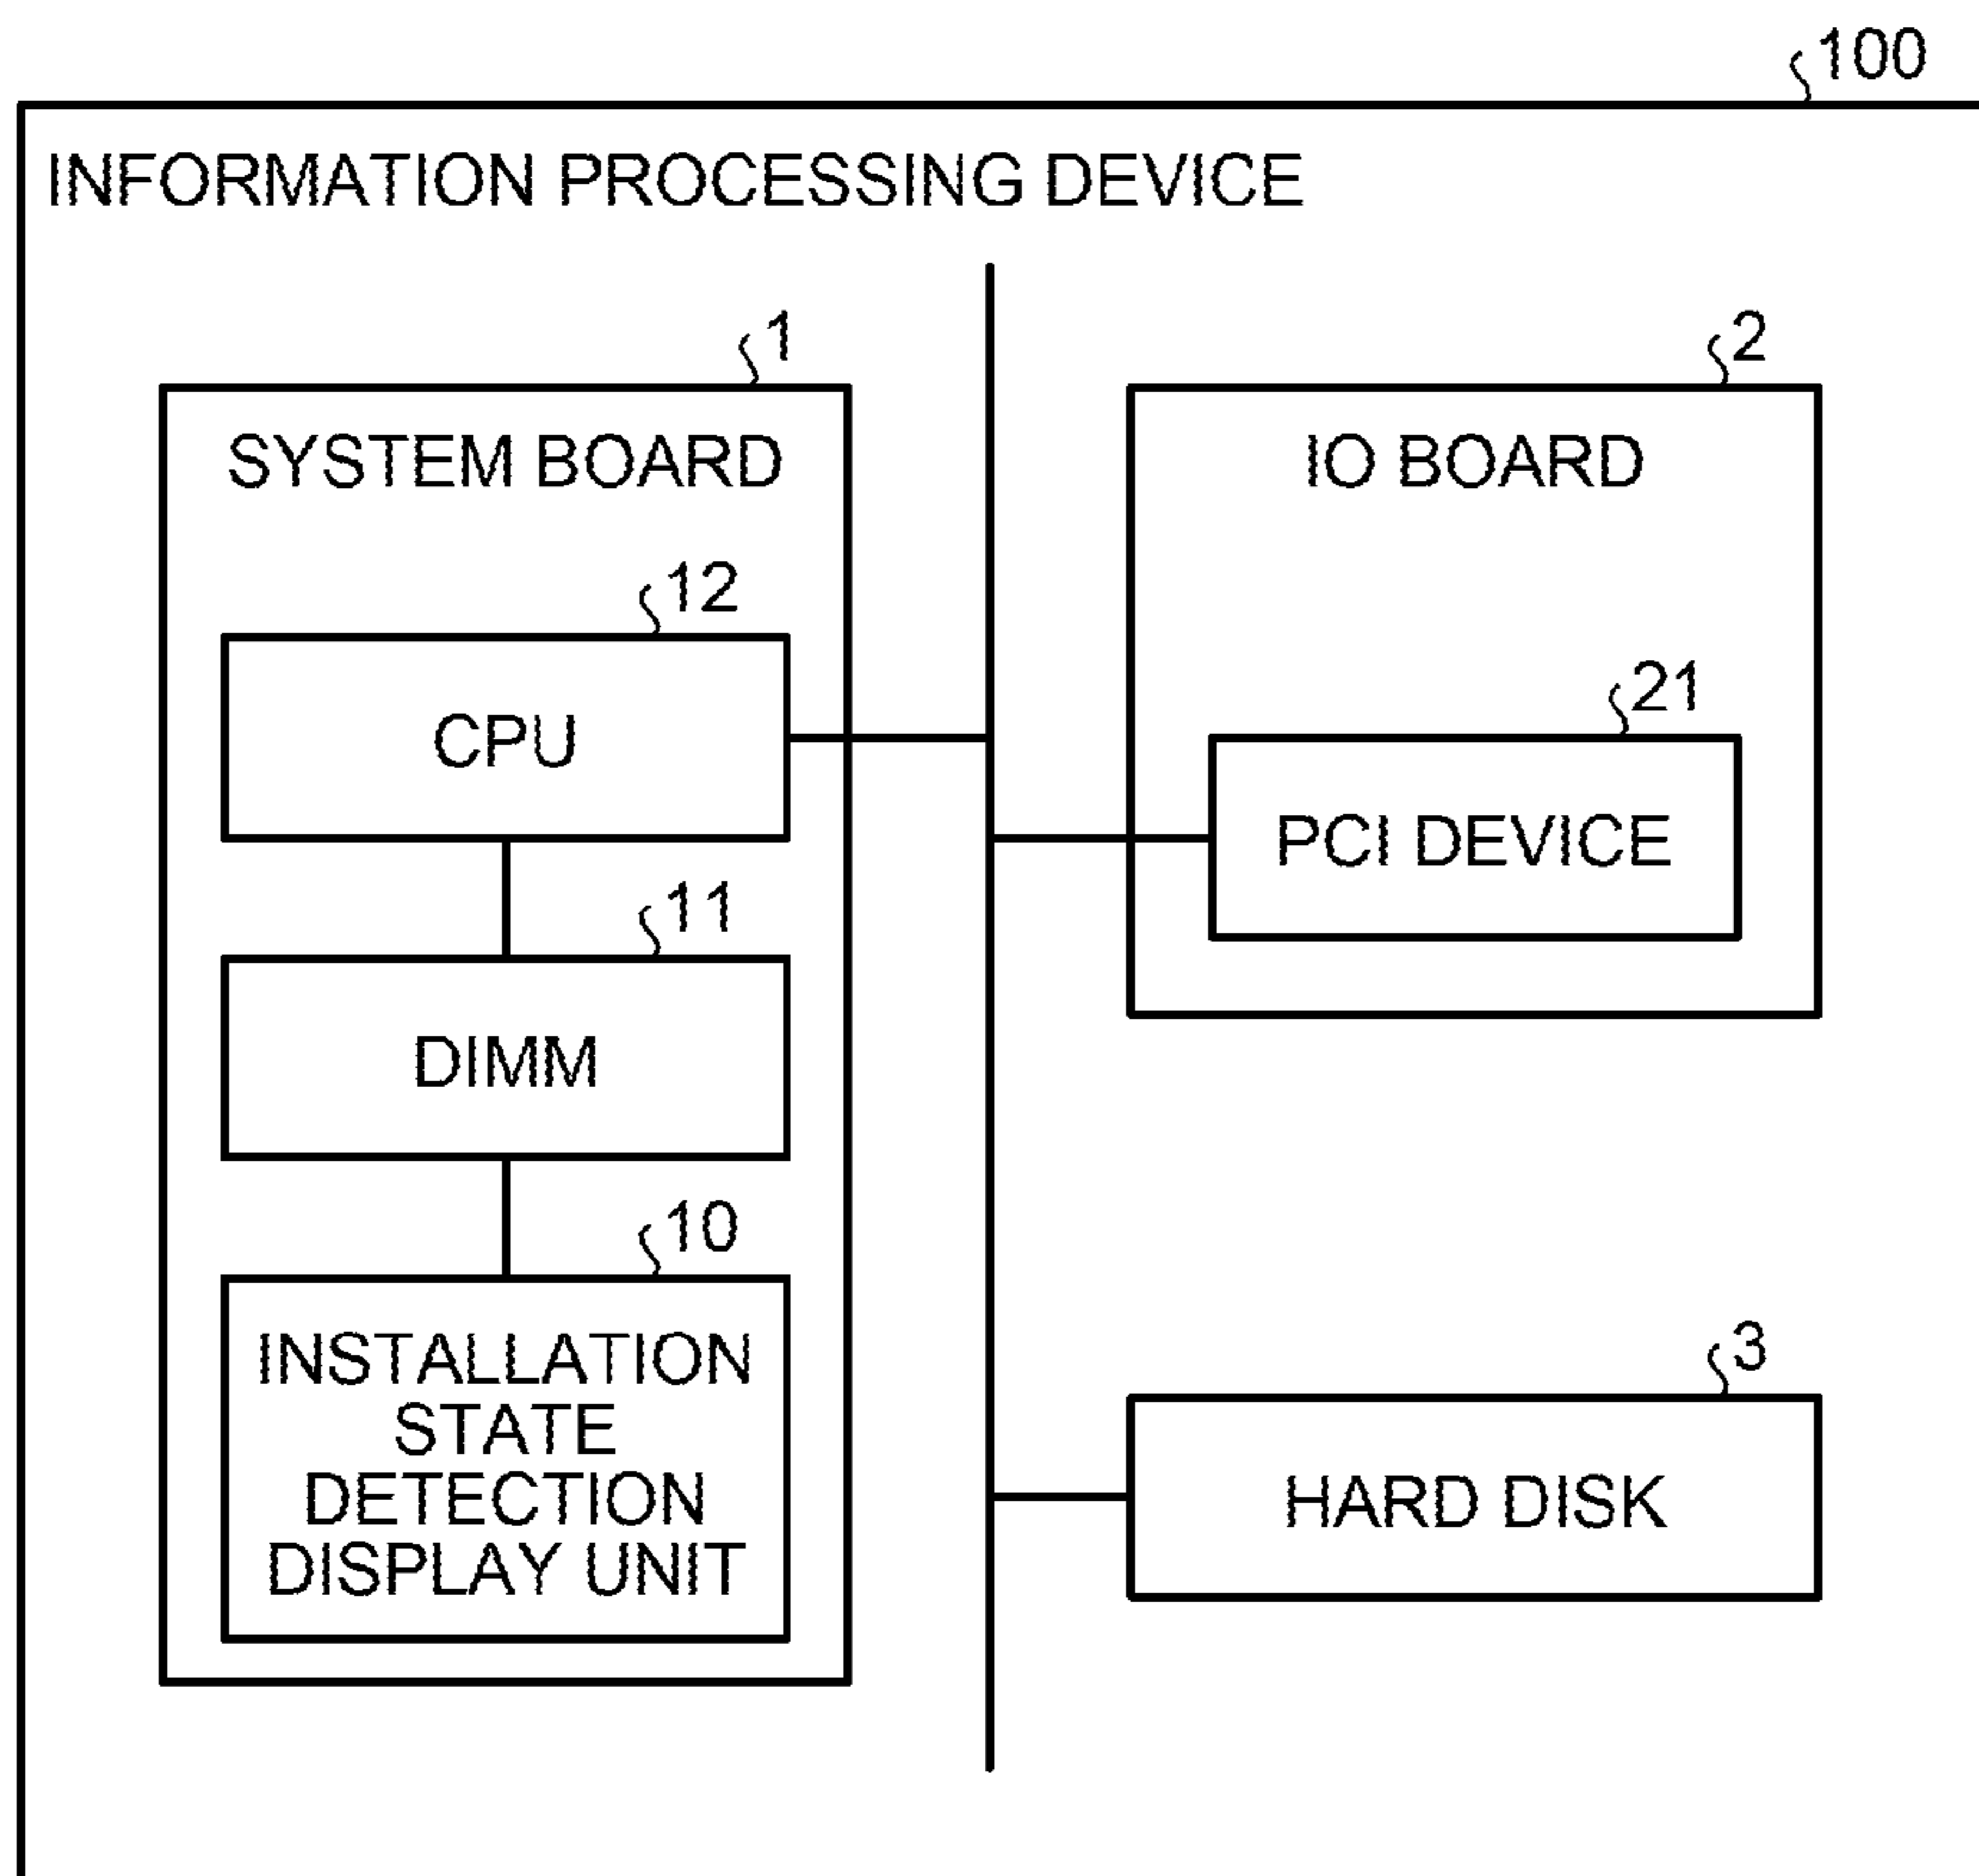 100
INFORMATION PROCESSING DEVICE
1
SYSTEM BOARD
12
CPU
11
DIMM
10
INSTALLATION
STATE
DETECTION
DISPLAY UNIT
2
IO BOARD
21
PCI DEVICE
3
HARD DISK